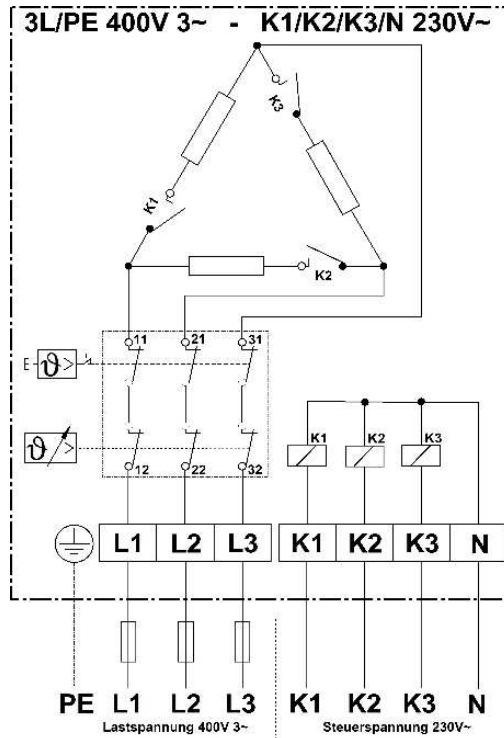 3L/PE 400V 3~ - K1/K2/K3/N 230V~
K3
K1
K2
11 21 31
E ϑ >
ϑ >
12 22 32
K1 K2 K3
L1 L2 L3 K1 K2 K3 N
PE L1 L2 L3 K1 K2 K3 N
Lastspannung 400V 3~ Steuerspannung 230V~